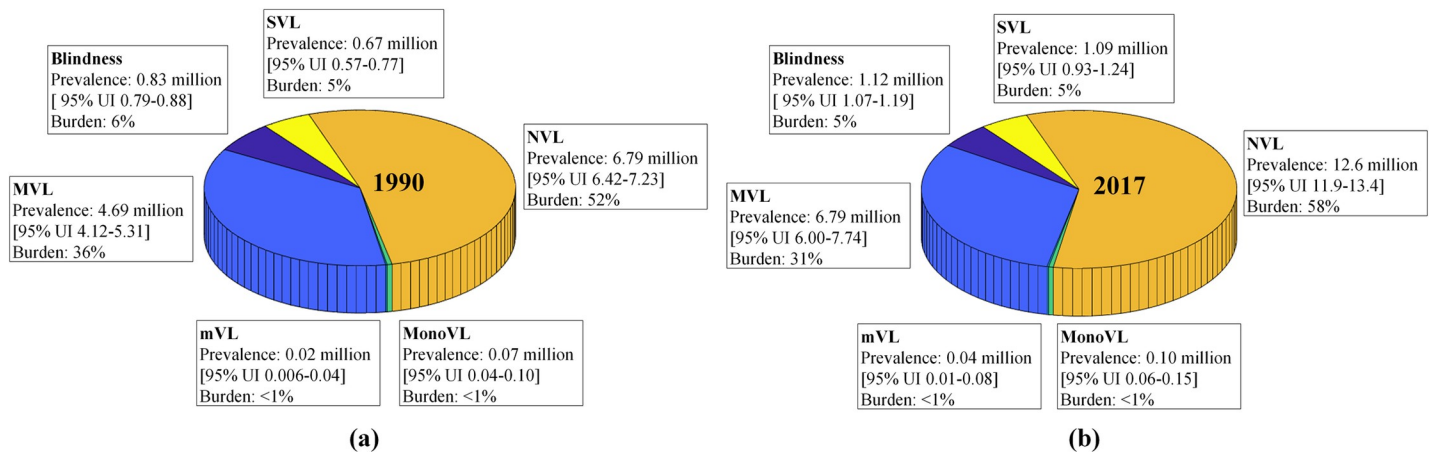 SVL
Prevalence: 0.67 million
[95% UI 0.57-0.77]
Burden: 5%
Blindness
Prevalence: 0.83 million
[ 95% UI 0.79-0.88]
Burden: 6%
NVL
Prevalence: 6.79 million
[95% UI 6.42-7.23]
Burden: 52%
1990
MVL
Prevalence: 4.69 million
[95% UI 4.12-5.31]
Burden: 36%
mVL
Prevalence: 0.02 million
[95% UI 0.006-0.04]
Burden: <1%
MonoVL
Prevalence: 0.07 million
[95% UI 0.04-0.10]
Burden: <1%
(a)
SVL
Prevalence: 1.09 million
[95% UI 0.93-1.24]
Burden: 5%
Blindness
Prevalence: 1.12 million
[ 95% UI 1.07-1.19]
Burden: 5%
NVL
Prevalence: 12.6 million
[95% UI 11.9-13.4]
Burden: 58%
2017
MVL
Prevalence: 6.79 million
[95% UI 6.00-7.74]
Burden: 31%
mVL
Prevalence: 0.04 million
[95% UI 0.01-0.08]
Burden: <1%
MonoVL
Prevalence: 0.10 million
[95% UI 0.06-0.15]
Burden: <1%
(b)